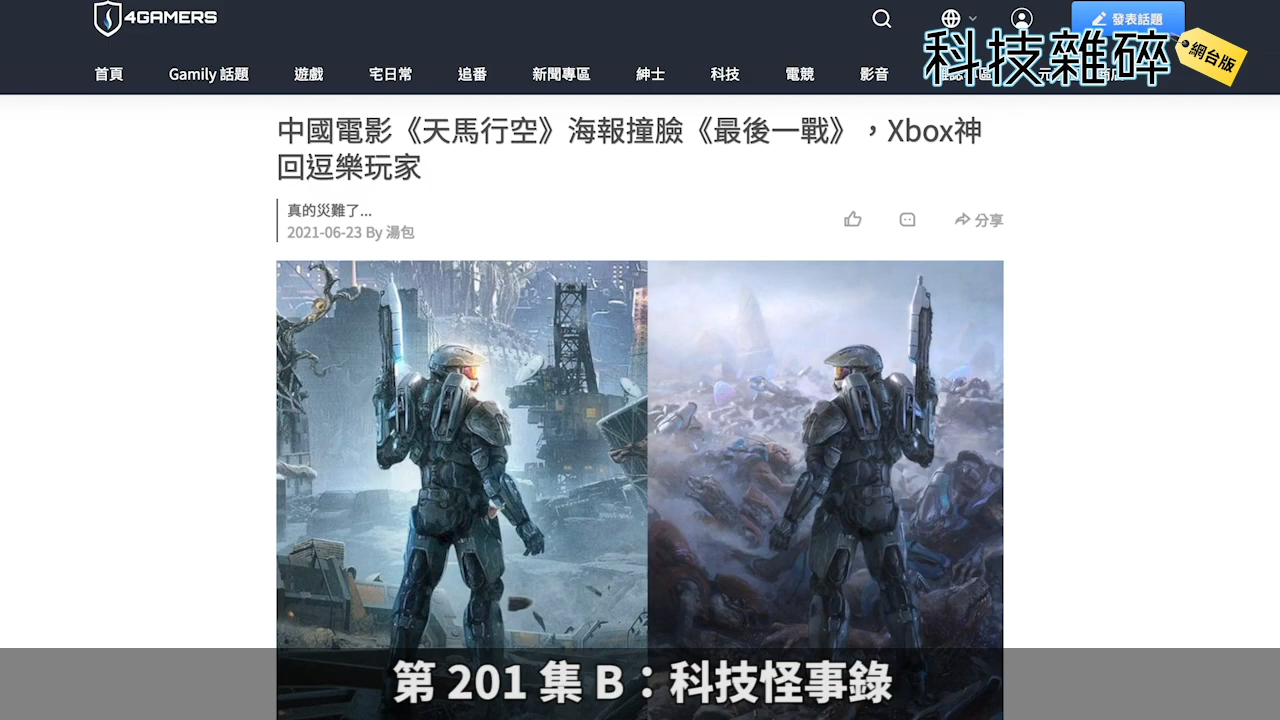 4GAMERS
發表話題
科技雜碎
網台版
首頁 Gamily 話題 遊戲 宅日常 追番 新聞專區 紳士 科技 電競 影音
中國電影《天馬行空》海報撞臉《最後一戰》，Xbox神
回逗樂玩家
真的災難了...
2021-06-23 By 湯包
分享
第 201 集 B：科技怪事錄